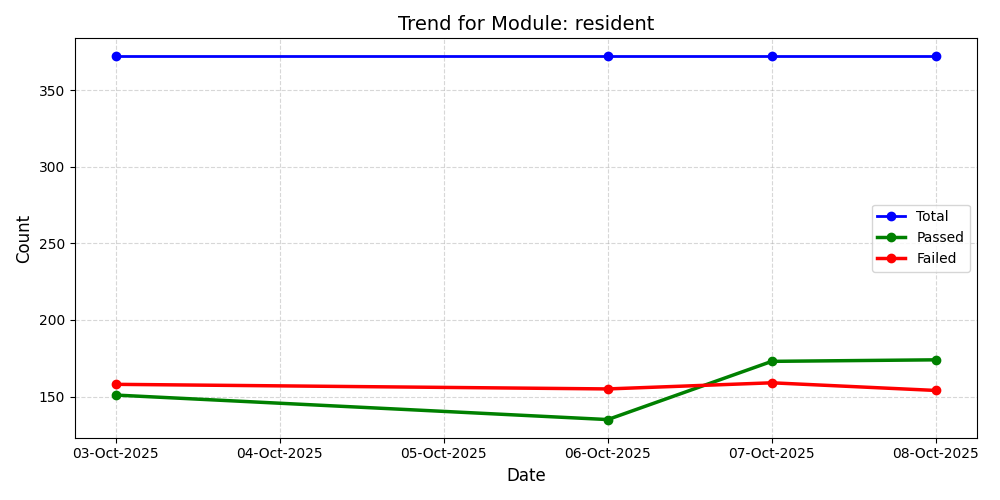 Trend for Module: resident
Count
350
300
250
200
150
Total
Passed
Failed
03-Oct-2025 04-Oct-2025 05-Oct-2025 06-Oct-2025 07-Oct-2025 08-Oct-2025
Date